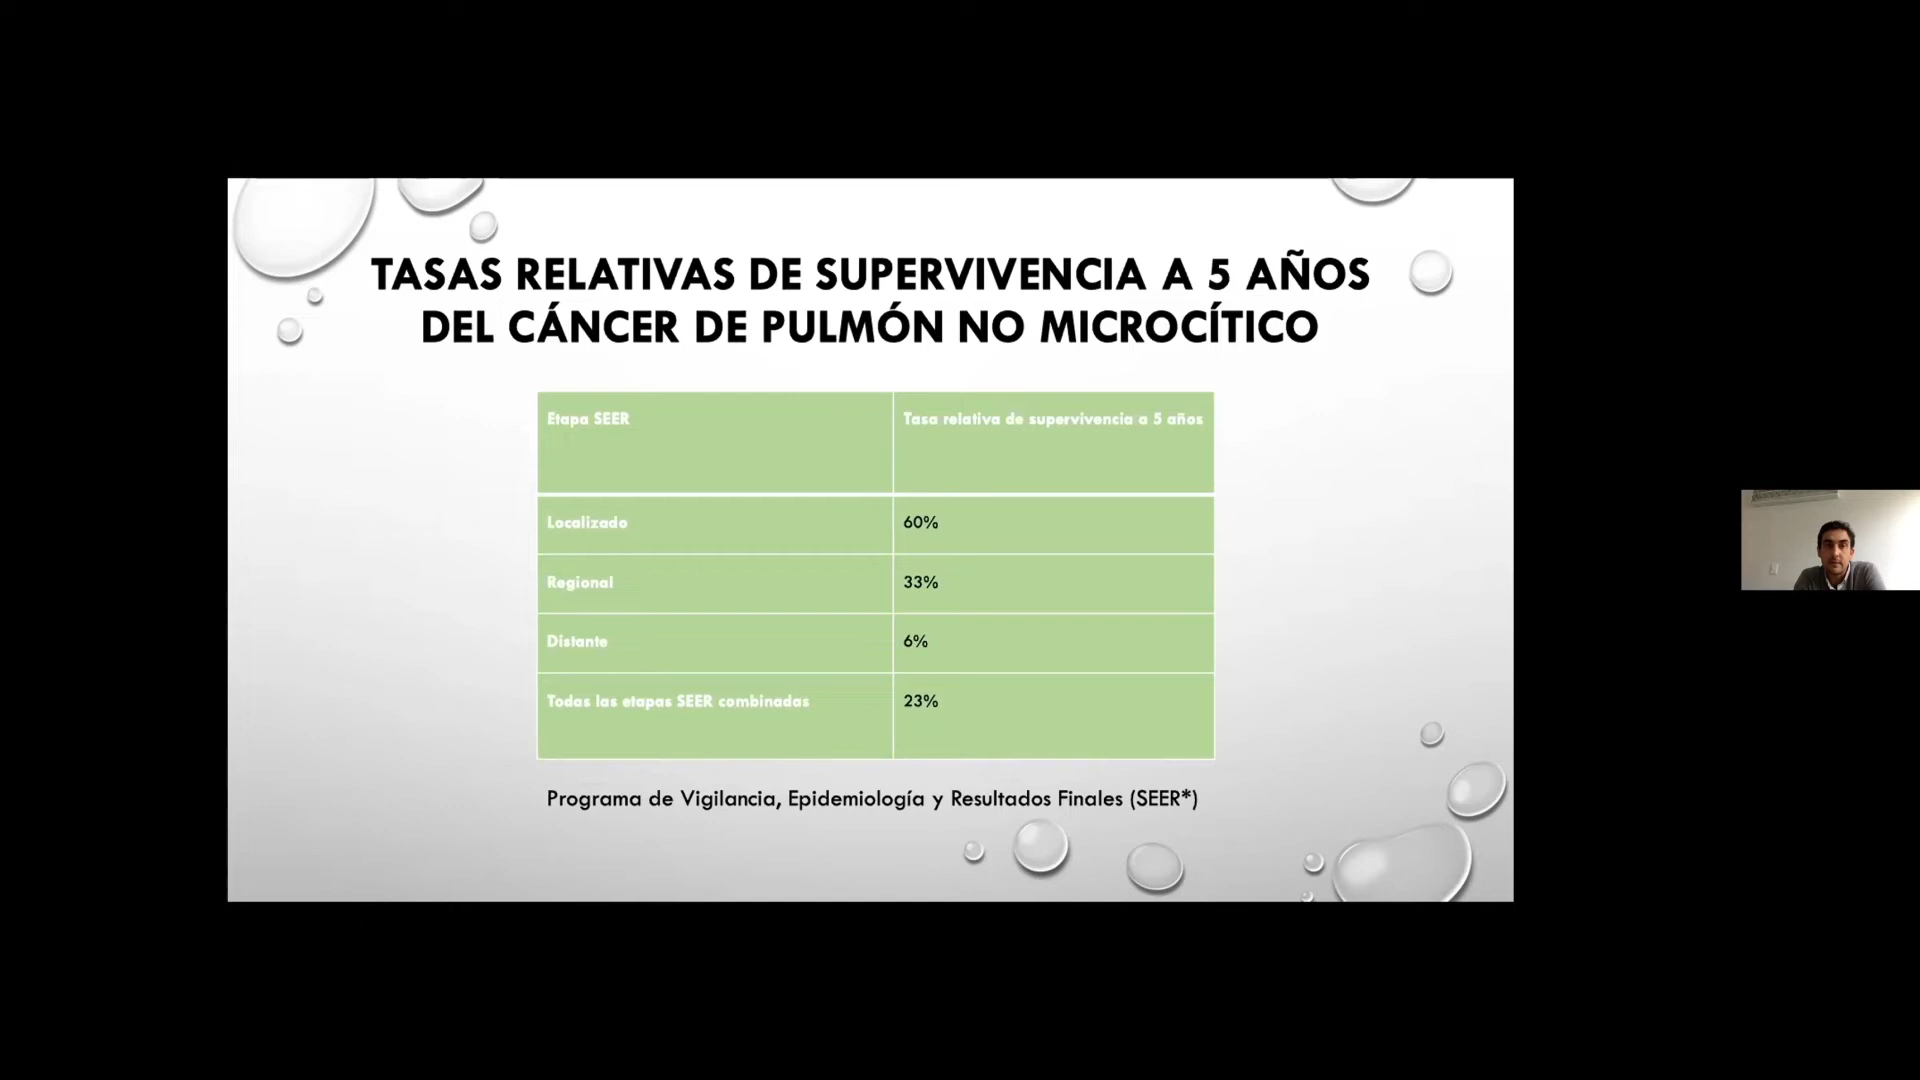 TASAS RELATIVAS DE SUPERVIVENCIA A 5 AÑOS
DEL CÁNCER DE PULMÓN NO MICROCÍTICO
Etapa SEER
Tasa relativa de supervivencia a 5 años
Localizado
60%
Regional
33%
Distante
6%
Todas las etapas SEER combinadas
23%
Programa de Vigilancia, Epidemiología y Resultados Finales (SEER*)